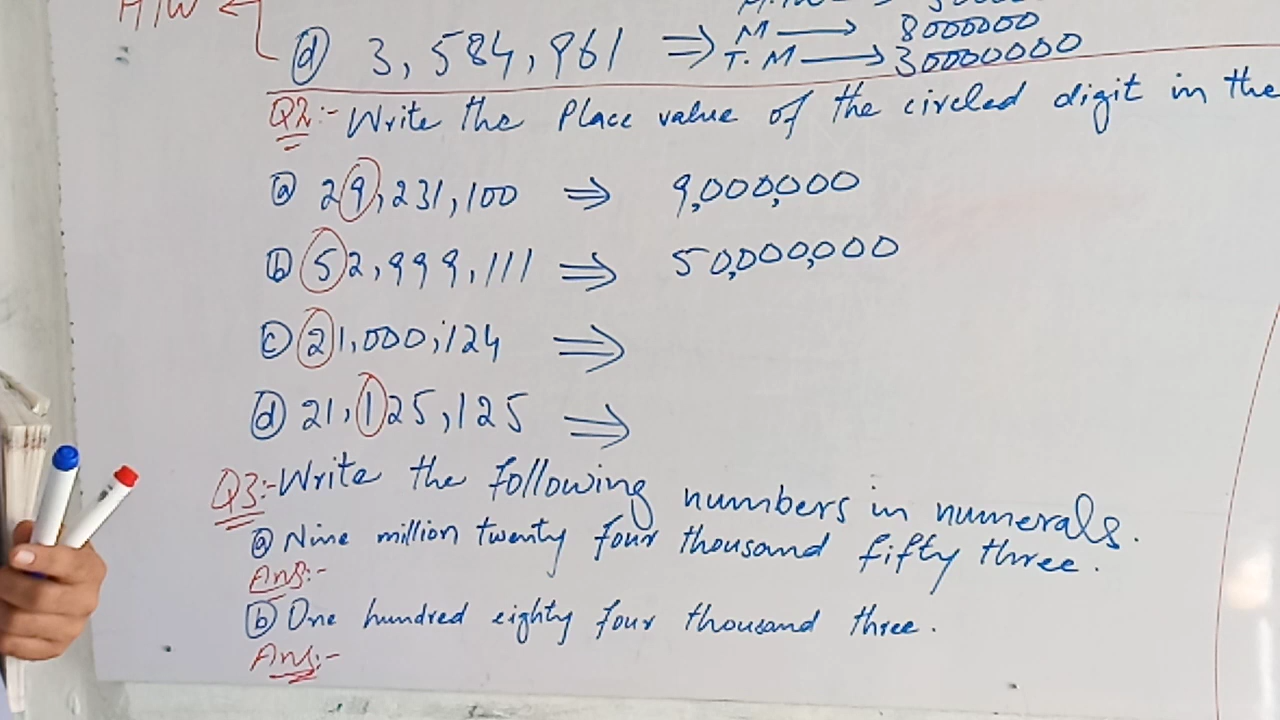 H/W
M → 8000000
ⓓ 3, 584, 961 ⇒ T. M → 30000000
Q2:- Write the Place value of the circled digit in the
ⓐ 29,231,100 ⇒ 9,000,000
ⓑ 52,999,111 ⇒ 50,000,000
ⓒ 21,000,124 ⇒
ⓓ 21,125,125 ⇒
Q3:- Write the following numbers in numerals.
ⓐ Nine million twenty four thousand fifty three.
Ans:-
ⓑ One hundred eighty four thousand three.
Ans:-